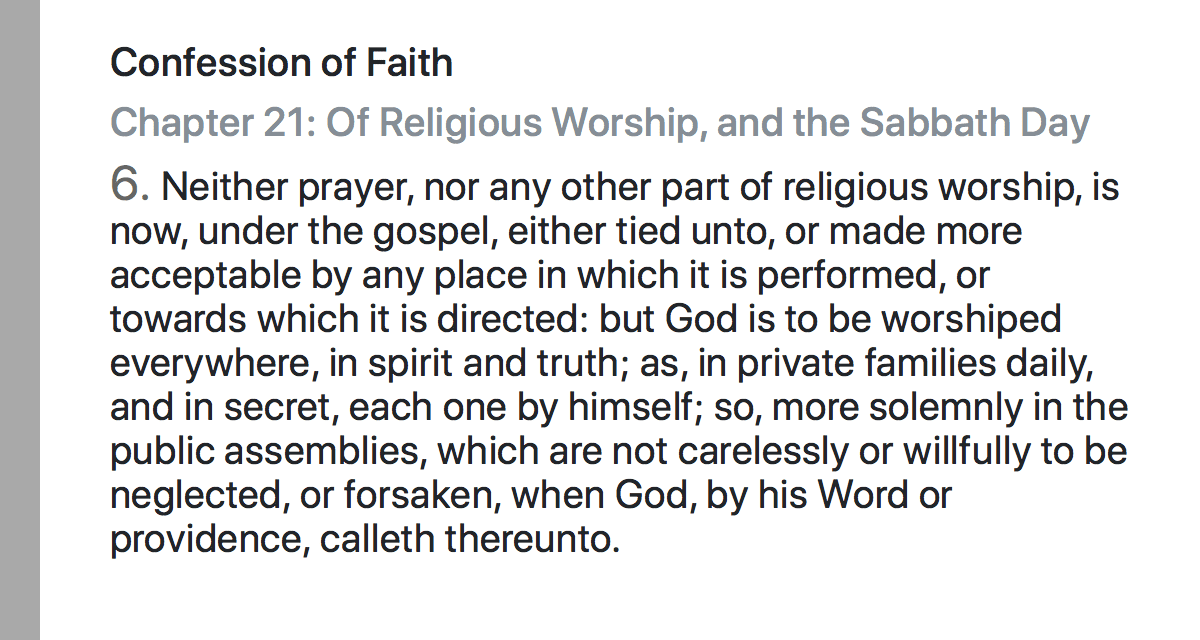 Confession of Faith
Chapter 21: Of Religious Worship, and the Sabbath Day
6. Neither prayer, nor any other part of religious worship, is
now, under the gospel, either tied unto, or made more
acceptable by any place in which it is performed, or
towards which it is directed: but God is to be worshiped
everywhere, in spirit and truth; as, in private families daily,
and in secret, each one by himself; so, more solemnly in the
public assemblies, which are not carelessly or willfully to be
neglected, or forsaken, when God, by his Word or
providence, calleth thereunto.